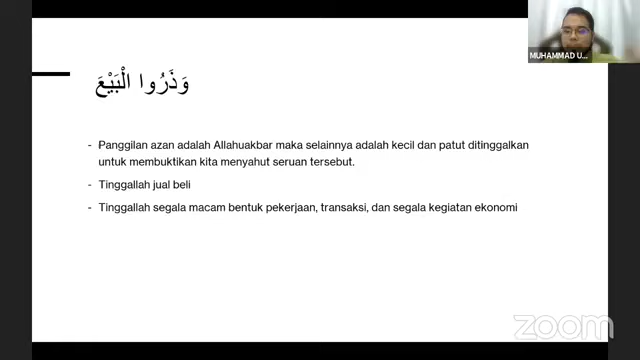 MUHAMMAD U...
وَذَرُوا الْبَيْعَ
- Panggilan azan adalah Allahuakbar maka selainnya adalah kecil dan patut ditinggalkan
untuk membuktikan kita menyahut seruan tersebut.
- Tinggallah jual beli
- Tinggallah segala macam bentuk pekerjaan, transaksi, dan segala kegiatan ekonomi
zoom